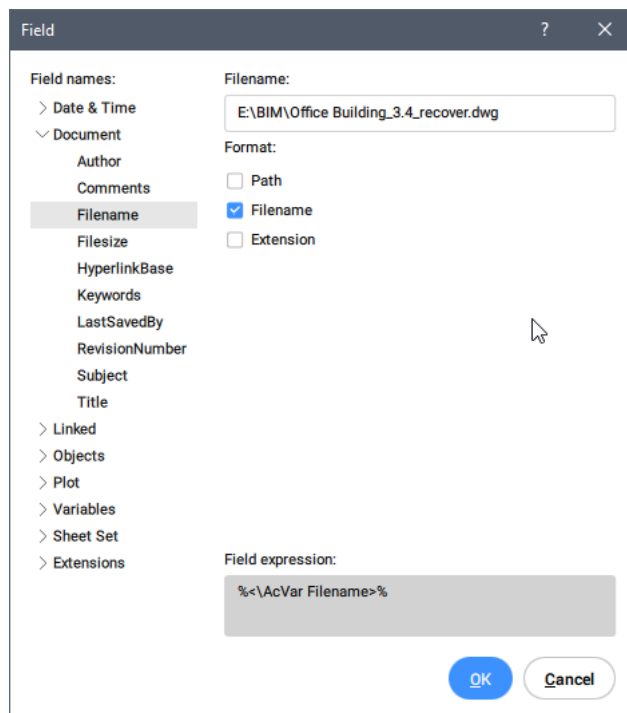 Field ?
Field names:
Date & Time
Document
Author
Comments
Filename
Filesize
HyperlinkBase
Keywords
LastSavedBy
RevisionNumber
Subject
Title
Linked
Objects
Plot
Variables
Sheet Set
Extensions
Filename:
E:\BIM\Office Building_3.4_recover.dwg
Format:
Path
Filename
Extension
Field expression:
%<\AcVar Filename>%
OK
Cancel